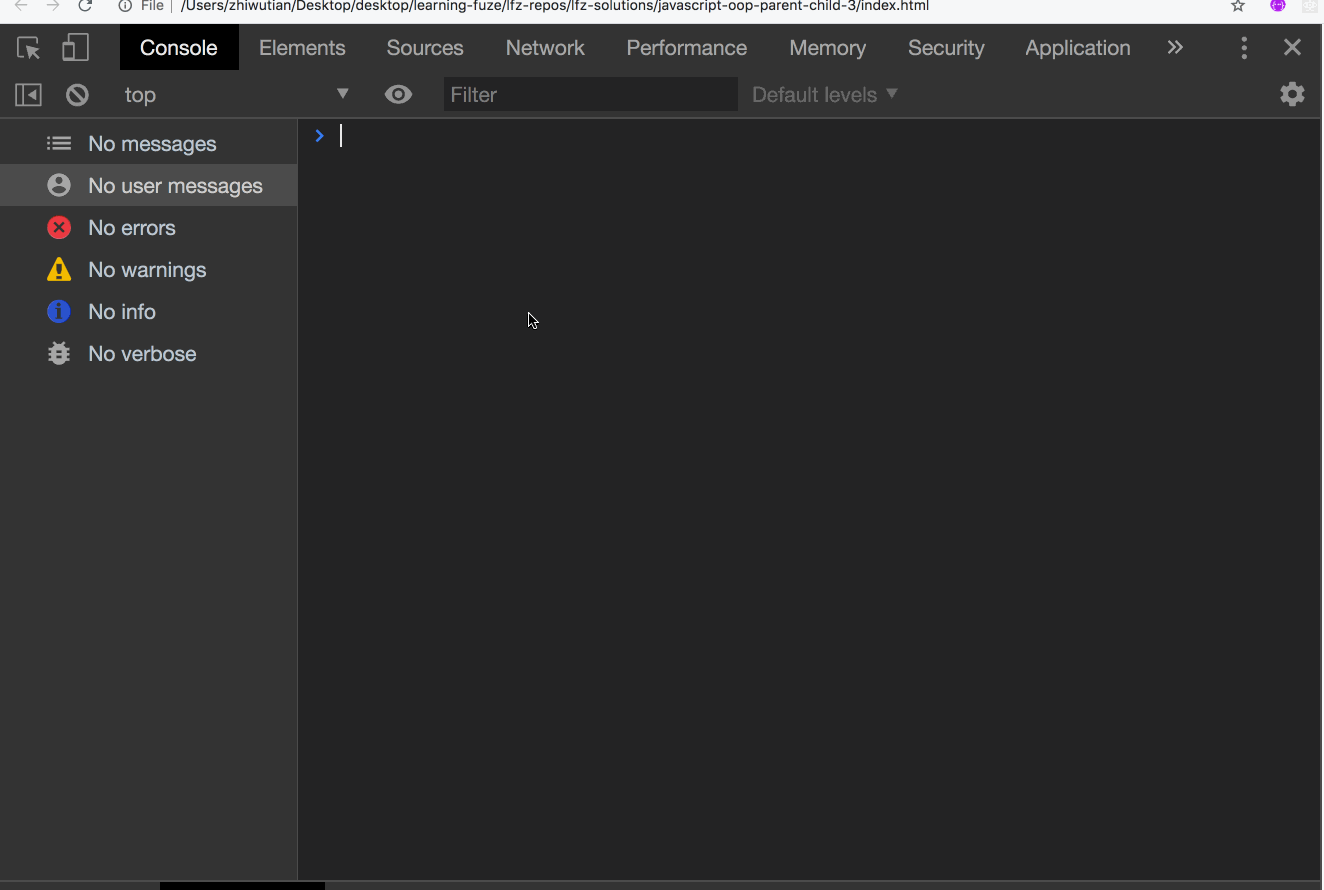 File /Users/zhiwutian/Desktop/desktop/learning-fuze/lfz-repos/lfz-solutions/javascript-oop-parent-child-3/index.html
Console Elements Sources Network Performance Memory Security Application »
top Filter Default levels
No messages
No user messages
No errors
No warnings
No info
No verbose